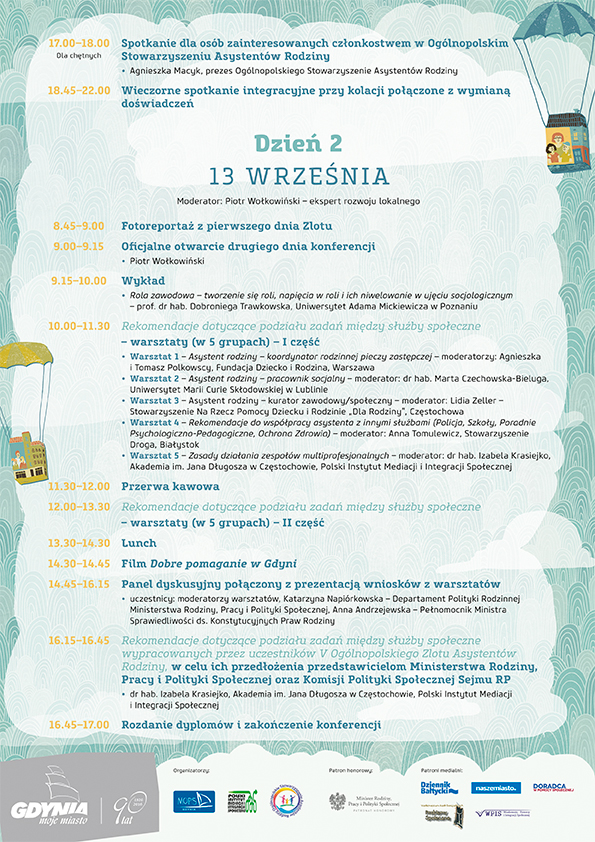 17.00–18.00 Spotkanie dla osób zainteresowanych członkostwem w Ogólnopolskim
Dla chętnych Stowarzyszeniu Asystentów Rodziny
• Agnieszka Macyk, prezes Ogólnopolskiego Stowarzyszenie Asystentów Rodziny
18.45–22.00 Wieczorne spotkanie integracyjne przy kolacji połączone z wymianą
doświadczeń
Dzień 2
13 WRZEŚNIA
Moderator: Piotr Wołkowiński – ekspert rozwoju lokalnego
8.45–9.00 Fotoreportaż z pierwszego dnia Zlotu
9.00–9.15 Oficjalne otwarcie drugiego dnia konferencji
• Piotr Wołkowiński
9.15–10.00 Wykład
• Rola zawodowa – tworzenie się roli, napięcia w roli i ich niwelowanie w ujęciu socjologicznym
– prof. dr hab. Dobroniega Trawkowska, Uniwersytet Adama Mickiewicza w Poznaniu
10.00–11.30 Rekomendacje dotyczące podziału zadań między służby społeczne
– warsztaty (w 5 grupach) – I część
• Warsztat 1 – Asystent rodziny – koordynator rodzinnej pieczy zastępczej – moderatorzy: Agnieszka
i Tomasz Polkowscy, Fundacja Dziecko i Rodzina, Warszawa
• Warsztat 2 – Asystent rodziny – pracownik socjalny – moderator: dr hab. Marta Czechowska-Bieluga,
Uniwersytet Marii Curie Skłodowskiej w Lublinie
• Warsztat 3 – Asystent rodziny – kurator zawodowy/społeczny – moderator: Lidia Zeller –
Stowarzyszenie Na Rzecz Pomocy Dziecku i Rodzinie „Dla Rodziny”, Częstochowa
• Warsztat 4 – Rekomendacje do współpracy asystenta z innymi służbami (Policja, Szkoły, Poradnie
Psychologiczno-Pedagogiczne, Ochrona Zdrowia) – moderator: Anna Tomulewicz, Stowarzyszenie
Droga, Białystok
• Warsztat 5 – Zasady działania zespołów multiprofesjonalnych – moderator: dr hab. Izabela Krasiejko,
Akademia im. Jana Długosza w Częstochowie, Polski Instytut Mediacji i Integracji Społecznej
11.30–12.00 Przerwa kawowa
12.00–13.30 Rekomendacje dotyczące podziału zadań między służby społeczne
– warsztaty (w 5 grupach) – II część
13.30–14.30 Lunch
14.30–14.45 Film Dobre pomaganie w Gdyni
14.45–16.15 Panel dyskusyjny połączony z prezentacją wniosków z warsztatów
• uczestnicy: moderatorzy warsztatów, Katarzyna Napiórkowska – Departament Polityki Rodzinnej
Ministerstwa Rodziny, Pracy i Polityki Społecznej, Anna Andrzejewska – Pełnomocnik Ministra
Sprawiedliwości ds. Konstytucyjnych Praw Rodziny
16.15–16.45 Rekomendacje dotyczące podziału zadań między służby społeczne
wypracowanych przez uczestników V Ogólnopolskiego Zlotu Asystentów
Rodziny, w celu ich przedłożenia przedstawicielom Ministerstwa Rodziny,
Pracy i Polityki Społecznej oraz Komisji Polityki Społecznej Sejmu RP
• dr hab. Izabela Krasiejko, Akademia im. Jana Długosza w Częstochowie, Polski Instytut Mediacji
i Integracji Społecznej
16.45–17.00 Rozdanie dyplomów i zakończenie konferencji
GDYNIA
moje miasto
90 lat
Organizatorzy:
MOPS
POLSKI
INSTYTUT
MEDIACJI
INTEGRACJI
SPOŁECZNEJ
Patron honorowy:
Minister Rodziny,
Pracy i Polityki Społecznej
Patroni medialni:
Dziennik
Bałtycki
naszemiasto.
DORADCA
W POMOCY SPOŁECZNEJ
WPiS